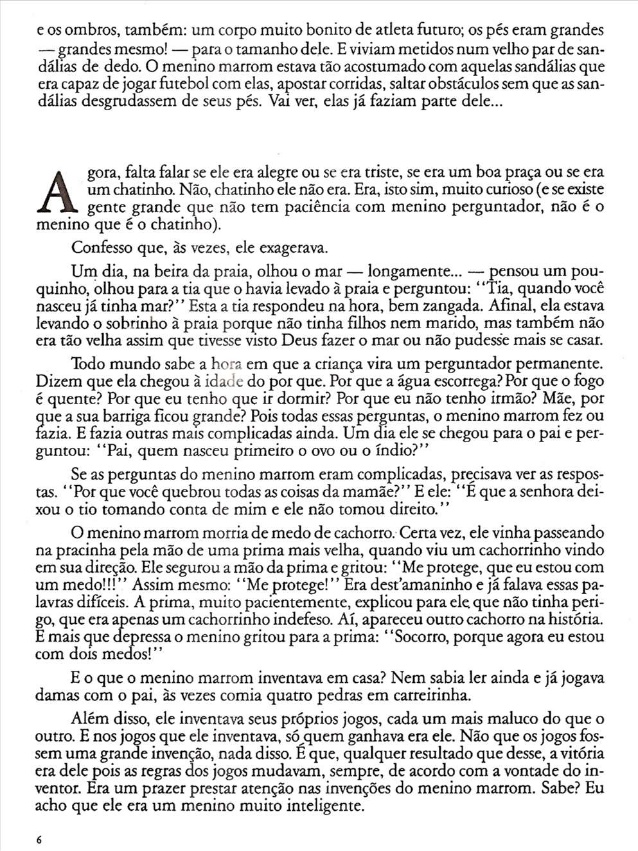 e os ombros, também: um corpo muito bonito de atleta futuro; os pés eram grandes
— grandes mesmo! — para o tamanho dele. E viviam metidos num velho par de san-
dálias de dedo. O menino marrom estava tão acostumado com aquelas sandálias que
era capaz de jogar futebol com elas, apostar corridas, saltar obstáculos sem que as san-
dálias desgrudassem de seus pés. Vai ver, elas já faziam parte dele...
Agora, falta falar se ele era alegre ou se era triste, se era um boa praça ou se era
um chatinho. Não, chatinho ele não era. Era, isto sim, muito curioso (e se existe
gente grande que não tem paciência com menino perguntador, não é o
menino que é o chatinho).
Confesso que, às vezes, ele exagerava.
Um dia, na beira da praia, olhou o mar — longamente... — pensou um pou-
quinho, olhou para a tia que o havia levado à praia e perguntou: ‘‘Tia, quando você
nasceu já tinha mar?’’ Esta a tia respondeu na hora, bem zangada. Afinal, ela estava
levando o sobrinho à praia porque não tinha filhos nem marido, mas também não
era tão velha assim que tivesse visto Deus fazer o mar ou não pudesse mais se casar.
Todo mundo sabe a hora em que a criança vira um perguntador permanente.
Dizem que ela chegou à idade do por que. Por que a água escorrega? Por que o fogo
é quente? Por que eu tenho que ir dormir? Por que eu não tenho irmão? Mãe, por
que a sua barriga ficou grande? Pois todas essas perguntas, o menino marrom fez ou
fazia. E fazia outras mais complicadas ainda. Um dia ele se chegou para o pai e per-
guntou: ‘‘Pai, quem nasceu primeiro o ovo ou o índio?’’
Se as perguntas do menino marrom eram complicadas, precisava ver as respos-
tas. ‘‘Por que você quebrou todas as coisas da mamãe?’’ E ele: ‘‘É que a senhora dei-
xou o tio tomando conta de mim e ele não tomou direito.’’
O menino marrom morria de medo de cachorro. Certa vez, ele vinha passeando
na pracinha pela mão de uma prima mais velha, quando viu um cachorrinho vindo
em sua direção. Ele segurou a mão da prima e gritou: ‘‘Me protege, que eu estou com
um medo!!!’’ Assim mesmo: ‘‘Me protege!’’ Era dest'amaninho e já falava essas pa-
lavras difíceis. A prima, muito pacientemente, explicou para ele que não tinha peri-
go, que era apenas um cachorrinho indefeso. Aí, apareceu outro cachorro na história.
E mais que depressa o menino gritou para a prima: ‘‘Socorro, porque agora eu estou
com dois medos!’’
E o que o menino marrom inventava em casa? Nem sabia ler ainda e já jogava
damas com o pai, às vezes comia quatro pedras em carreirinha.
Além disso, ele inventava seus próprios jogos, cada um mais maluco do que o
outro. E nos jogos que ele inventava, só quem ganhava era ele. Não que os jogos fos-
sem uma grande invenção, nada disso. É que, qualquer resultado que desse, a vitória
era dele pois as regras dos jogos mudavam, sempre, de acordo com a vontade do in-
ventor. Era um prazer prestar atenção nas invenções do menino marrom. Sabe? Eu
acho que ele era um menino muito inteligente.
6